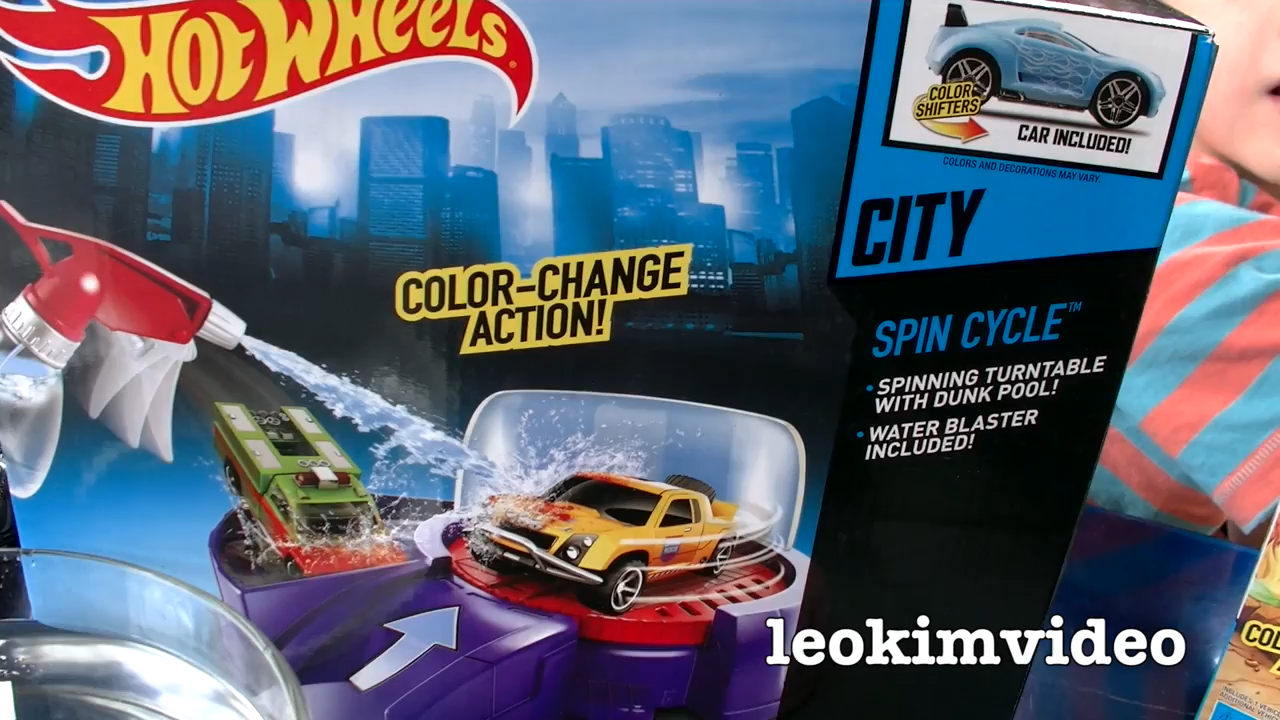 HOT WHEELS
COLOR SHIFTERS
CAR INCLUDED!
COLORS AND DECORATIONS MAY VARY.
CITY
COLOR-CHANGE
ACTION!
SPIN CYCLE™
• SPINNING TURNTABLE
WITH DUNK POOL!
• WATER BLASTER
INCLUDED!
leokimvideo